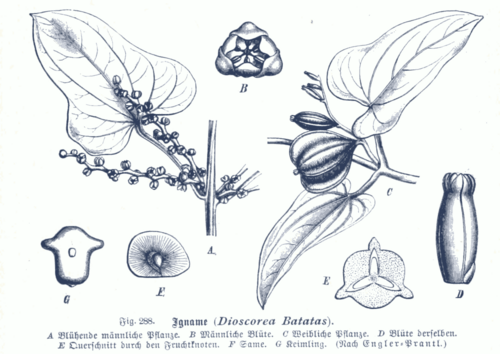 B
C
A
G
F
E
D
Fig. 288. Igname (Dioscorea Batatas).
A Blühende männliche Pflanze. B Männliche Blüte. C Weibliche Pflanze. D Blüte derselben.
E Querschnitt durch den Fruchtknoten. F Same. G Keimling. (Nach Engler-Prantl.)